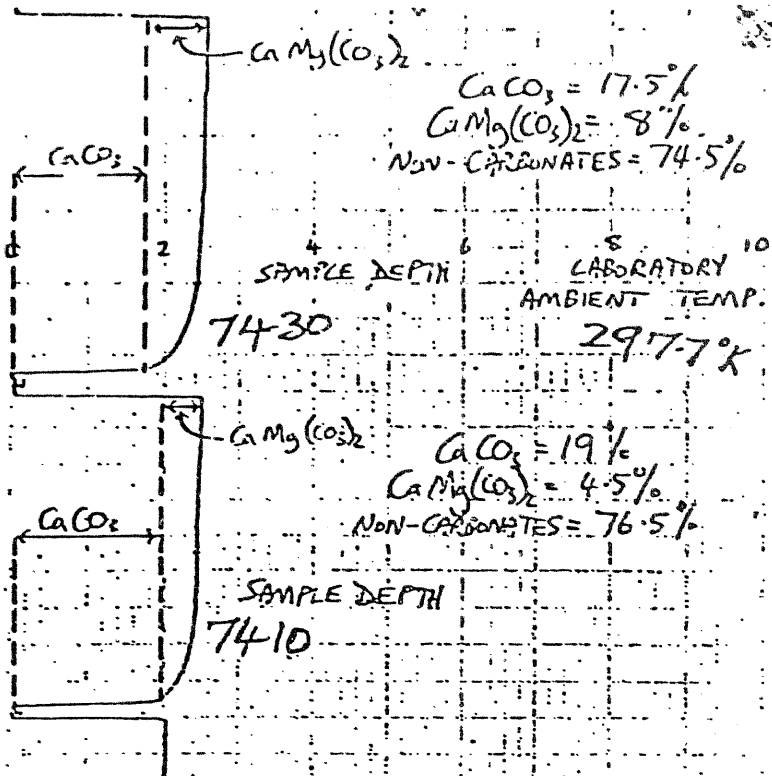 CaMg(CO₃)₂
CaCO₃ = 17.5%
CaMg(CO₃)₂ = 8%
NON-CARBONATES = 74.5%
CaCO₃
0 2 4 6 8 10
SAMPLE DEPTH
7430
LABORATORY
AMBIENT TEMP.
297.7°K
CaMg(CO₃)₂
CaCO₃ = 19%
CaMg(CO₃)₂ = 4.5%
NON-CARBONATES = 76.5%
CaCO₃
SAMPLE DEPTH
7410